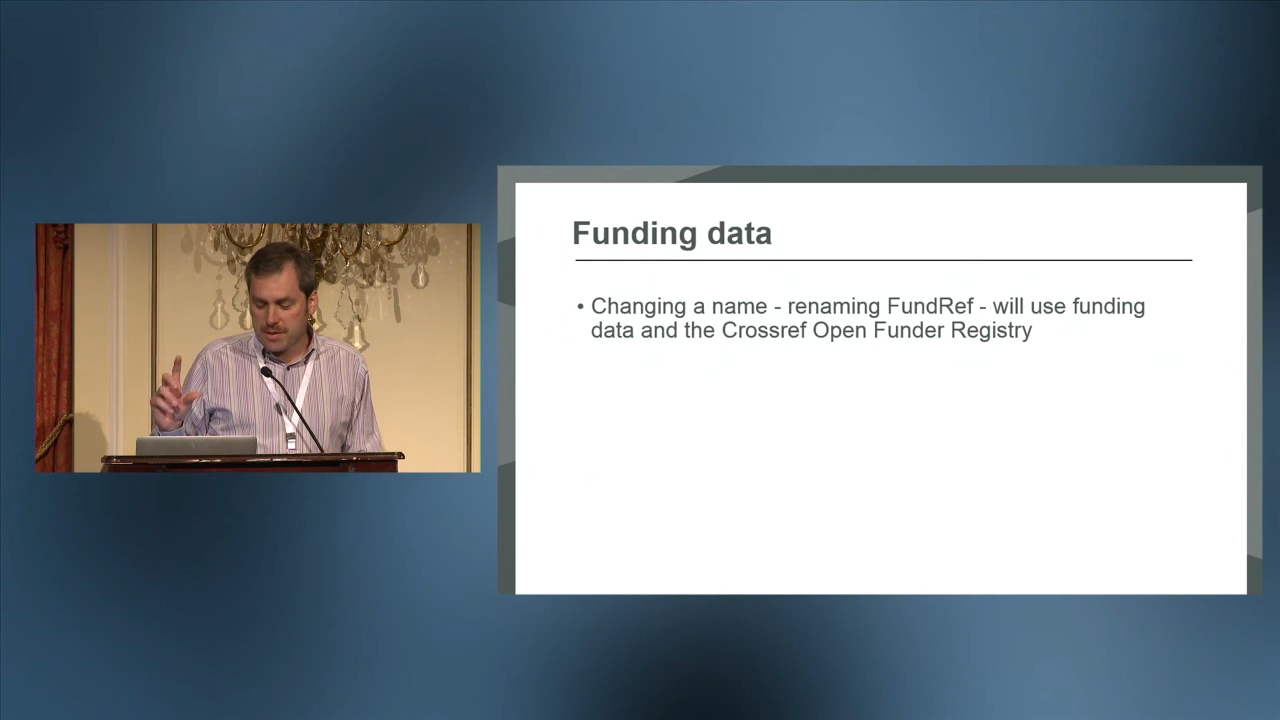 Funding data
• Changing a name - renaming FundRef - will use funding
data and the Crossref Open Funder Registry